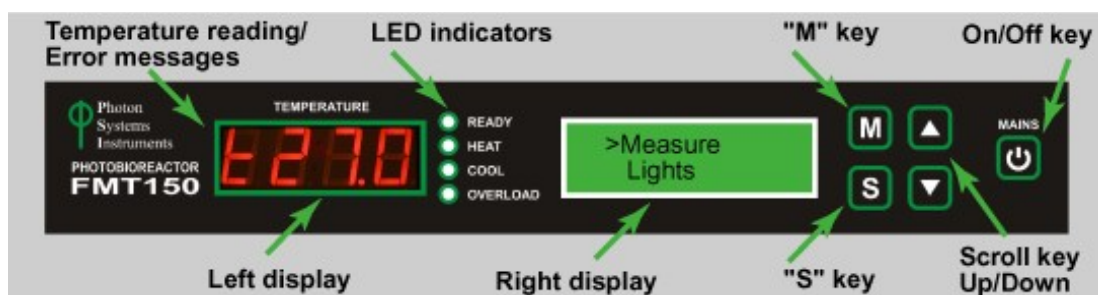 Temperature reading/
Error messages
LED indicators
"M" key
On/Off key
Photon
Systems
Instruments
PHOTOBIOREACTOR
FMT150
TEMPERATURE
t27.0
READY
HEAT
COOL
OVERLOAD
>Measure
Lights
M
S
MAINS
Left display
Right display
"S" key
Scroll key
Up/Down